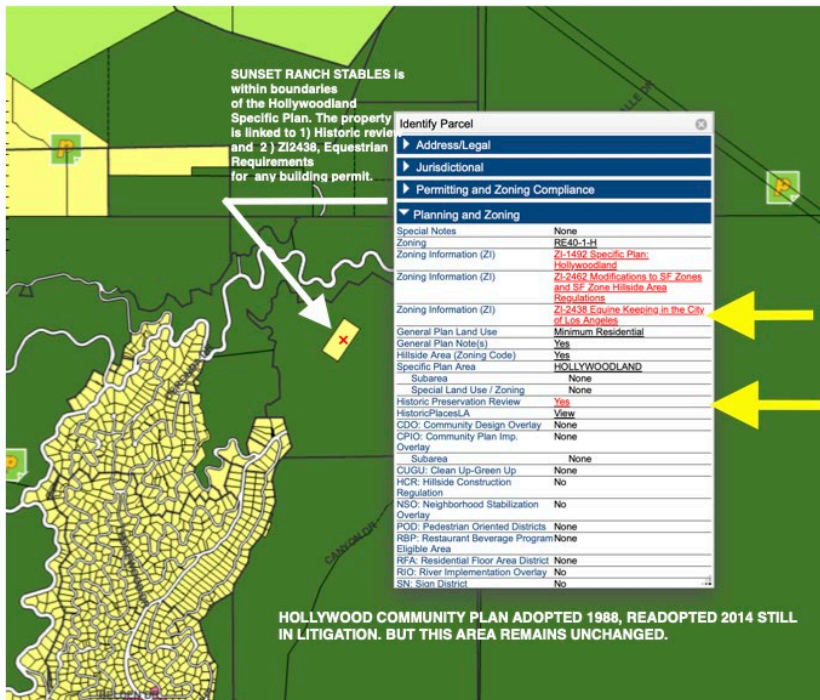 SUNSET RANCH STABLES is
within boundaries
of the Hollywoodland
Specific Plan. The property
is linked to 1) Historic review
and 2) ZI2438, Equestrian
Requirements
for any building permit.
Identify Parcel
Address/Legal
Jurisdictional
Permitting and Zoning Compliance
Planning and Zoning
Special Notes None
Zoning RE40-1-H
Zoning Information (ZI) ZI-1492 Specific Plan:
Hollywoodland
Zoning Information (ZI) ZI-2462 Modifications to SF Zones
and SF Zone Hillside Area
Regulations
Zoning Information (ZI) ZI-2438 Equine Keeping in the City
of Los Angeles
General Plan Land Use Minimum Residential
General Plan Note(s) Yes
Hillside Area (Zoning Code) Yes
Specific Plan Area HOLLYWOODLAND
Subarea None
Special Land Use / Zoning None
Historic Preservation Review Yes
HistoricPlacesLA View
CDO: Community Design Overlay None
CPIO: Community Plan Imp. None
Overlay
Subarea None
CUGU: Clean Up-Green Up None
HCR: Hillside Construction No
Regulation
NSO: Neighborhood Stabilization No
Overlay
POD: Pedestrian Oriented Districts None
RBP: Restaurant Beverage Program None
Eligible Area
RFA: Residential Floor Area District None
RIO: River Implementation Overlay No
SN: Sign District No
CANYON DR
HOLLYWOOD COMMUNITY PLAN ADOPTED 1988, READOPTED 2014 STILL
IN LITIGATION. BUT THIS AREA REMAINS UNCHANGED.